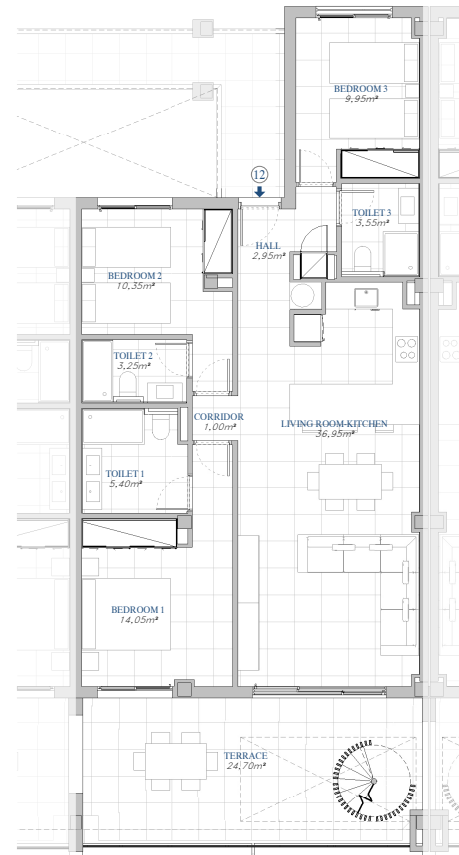 BEDROOM 3
9.95m²
12
TOILET 3
3.55m²
HALL
2.95m²
BEDROOM 2
10.35m²
TOILET 2
3.25m²
CORRIDOR
1.00m²
LIVING ROOM-KITCHEN
36.95m²
TOILET 1
5.40m²
BEDROOM 1
14.05m²
TERRACE
24.70m²